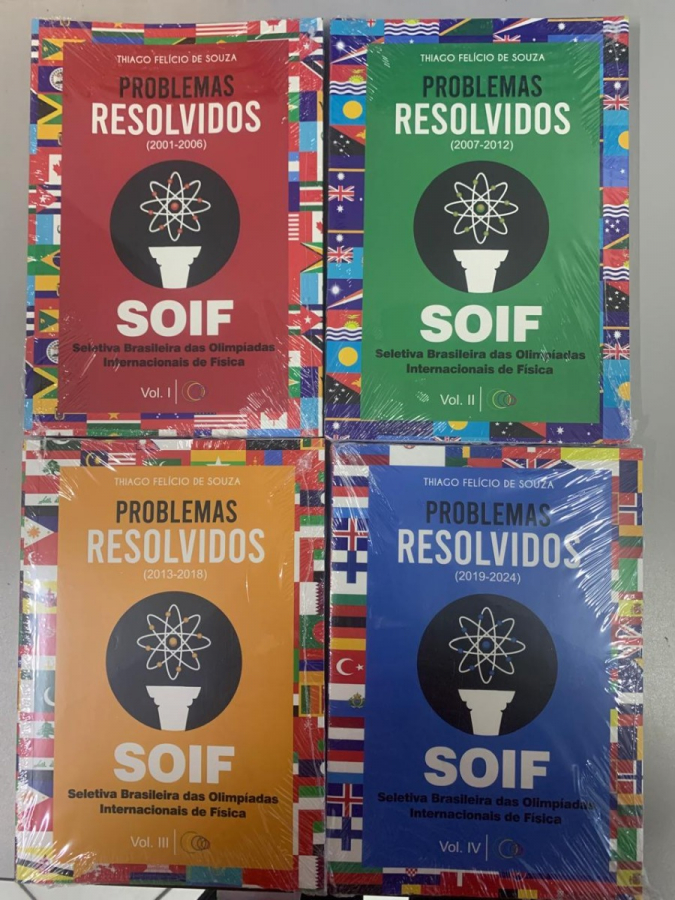 THIAGO FELÍCIO DE SOUZA
PROBLEMAS
RESOLVIDOS
(2001-2006)
SOIF
Seletiva Brasileira das Olimpíadas
Internacionais de Física
Vol. I
THIAGO FELÍCIO DE SOUZA
PROBLEMAS
RESOLVIDOS
(2007-2012)
SOIF
Seletiva Brasileira das Olimpíadas
Internacionais de Física
Vol. II
THIAGO FELÍCIO DE SOUZA
PROBLEMAS
RESOLVIDOS
(2013-2018)
SOIF
Seletiva Brasileira das Olimpíadas
Internacionais de Física
Vol. III
THIAGO FELÍCIO DE SOUZA
PROBLEMAS
RESOLVIDOS
(2019-2024)
SOIF
Seletiva Brasileira das Olimpíadas
Internacionais de Física
Vol. IV